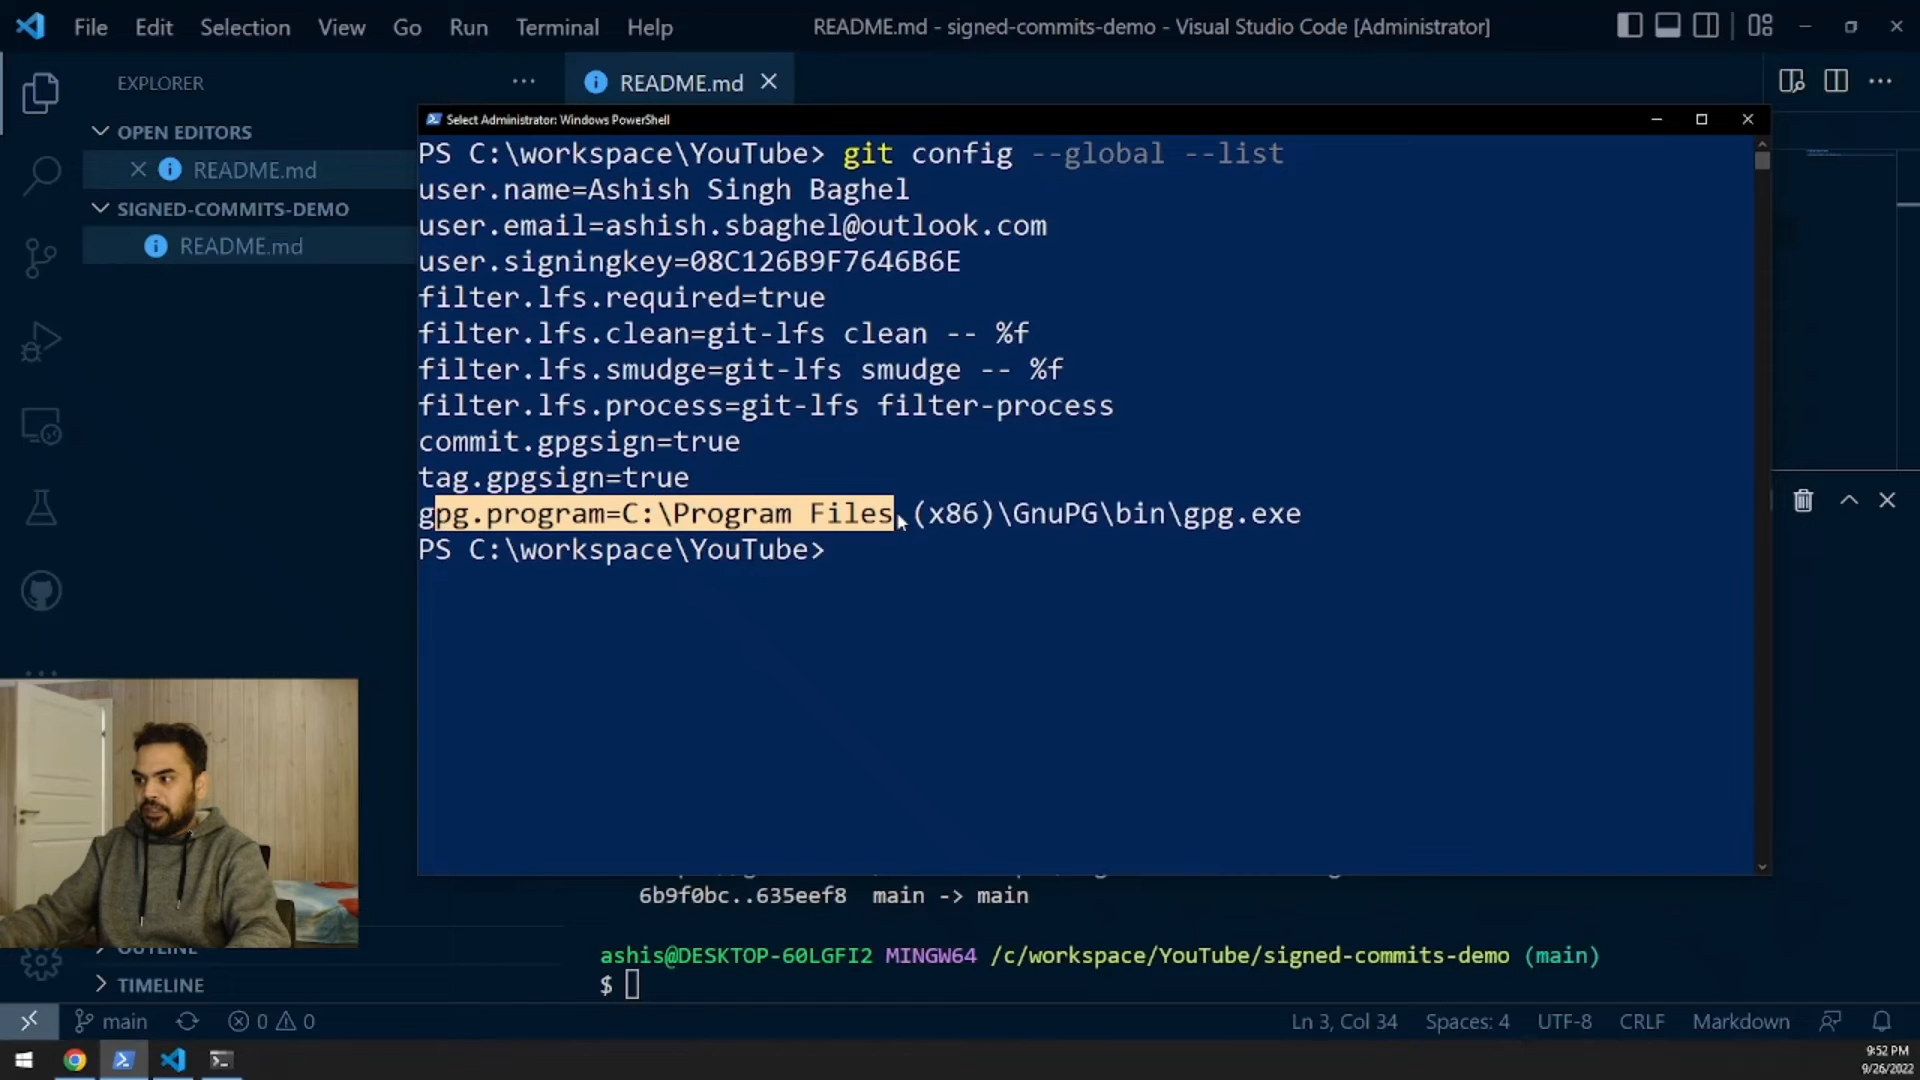 File Edit Selection View Go Run Terminal Help README.md - signed-commits-demo - Visual Studio Code [Administrator]
EXPLORER
README.md
OPEN EDITORS
README.md
SIGNED-COMMITS-DEMO
README.md
Select Administrator: Windows PowerShell
PS C:\workspace\YouTube> git config --global --list
user.name=Ashish Singh Baghel
user.email=ashish.sbaghel@outlook.com
user.signingkey=08C126B9F7646B6E
filter.lfs.required=true
filter.lfs.clean=git-lfs clean -- %f
filter.lfs.smudge=git-lfs smudge -- %f
filter.lfs.process=git-lfs filter-process
commit.gpgsign=true
tag.gpgsign=true
gpg.program=C:\Program Files (x86)\GnuPG\bin\gpg.exe
PS C:\workspace\YouTube>
6b9f0bc..635eef8 main -> main
ashis@DESKTOP-60LGFI2 MINGW64 /c/workspace/YouTube/signed-commits-demo (main)
$
OUTLINE
TIMELINE
main 0 0 Ln 3, Col 34 Spaces: 4 UTF-8 CRLF Markdown
9:52 PM
9/26/2022